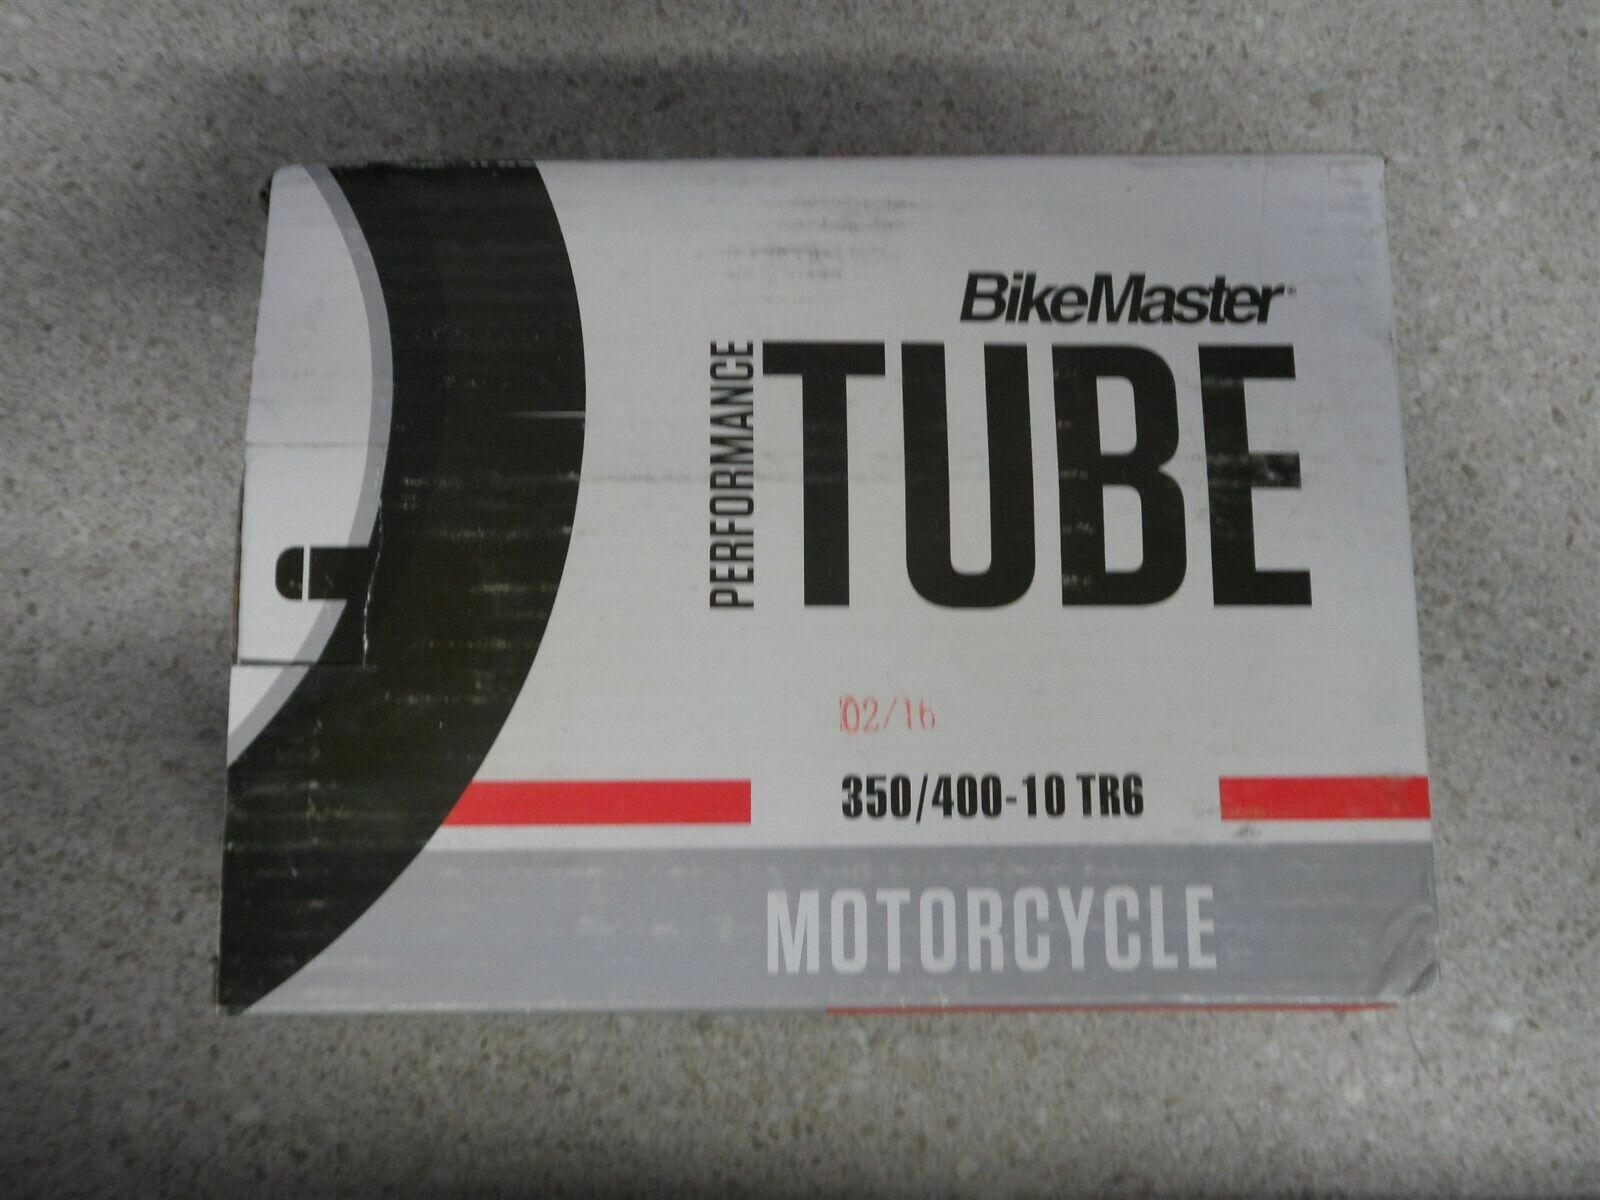 BikeMaster
PERFORMANCE
TUBE
02/16
350/400-10 TR6
MOTORCYCLE